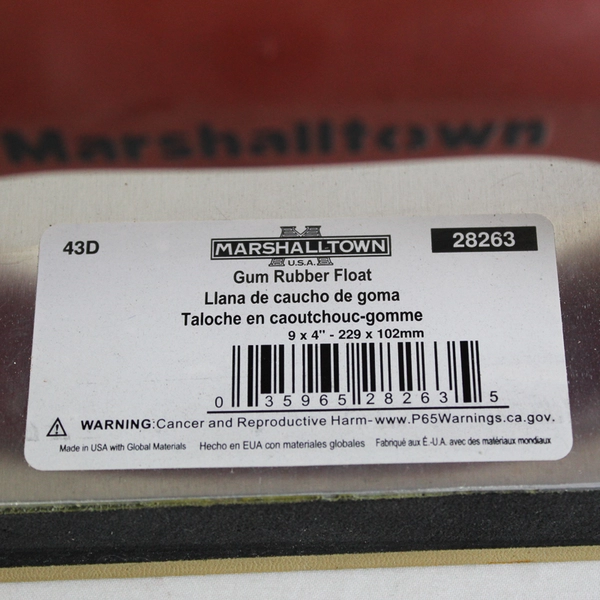 Marshalltown
43D
MARSHALLTOWN
U.S.A.
28263
Gum Rubber Float
Llana de caucho de goma
Taloche en caoutchouc-gomme
9 x 4" - 229 x 102mm
0 35965 28263 5
WARNING:Cancer and Reproductive Harm-www.P65Warnings.ca.gov.
Made in USA with Global Materials Hecho en EUA con materiales globales Fabriqué aux É.-U.A. avec des matériaux mondiaux